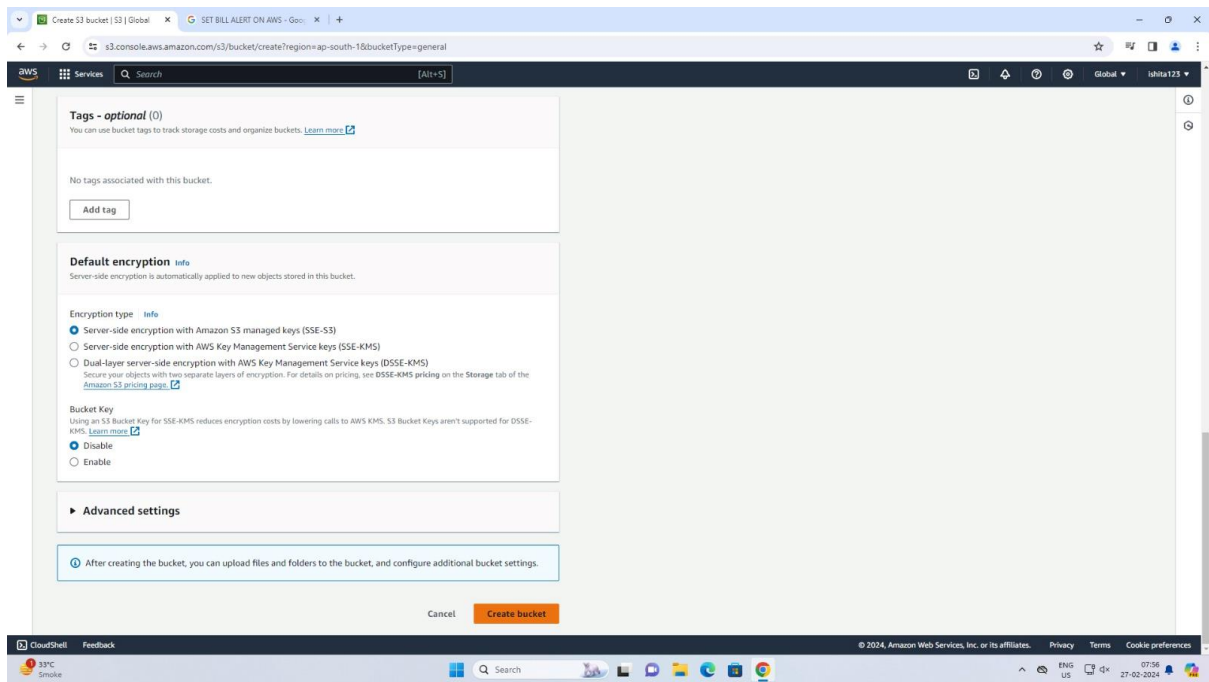 Create S3 bucket | S3 | Global
SET BILL ALERT ON AWS - Goo
s3.console.aws.amazon.com/s3/bucket/create?region=ap-south-1&bucketType=general
aws
Services
Search
[Alt+S]
Global
ishita123
Tags - optional (0)
You can use bucket tags to track storage costs and organize buckets. Learn more
No tags associated with this bucket.
Add tag
Default encryption Info
Server-side encryption is automatically applied to new objects stored in this bucket.
Encryption type Info
Server-side encryption with Amazon S3 managed keys (SSE-S3)
Server-side encryption with AWS Key Management Service keys (SSE-KMS)
Dual-layer server-side encryption with AWS Key Management Service keys (DSSE-KMS)
Secure your objects with two separate layers of encryption. For details on pricing, see DSSE-KMS pricing on the Storage tab of the
Amazon S3 pricing page.
Bucket Key
Using an S3 Bucket Key for SSE-KMS reduces encryption costs by lowering calls to AWS KMS. S3 Bucket Keys aren't supported for DSSE-
KMS. Learn more
Disable
Enable
Advanced settings
After creating the bucket, you can upload files and folders to the bucket, and configure additional bucket settings.
Cancel
Create bucket
CloudShell
Feedback
© 2024, Amazon Web Services, Inc. or its affiliates.
Privacy
Terms
Cookie preferences
1
33°C
Smoke
Search
ENG
US
07:56
27-02-2024